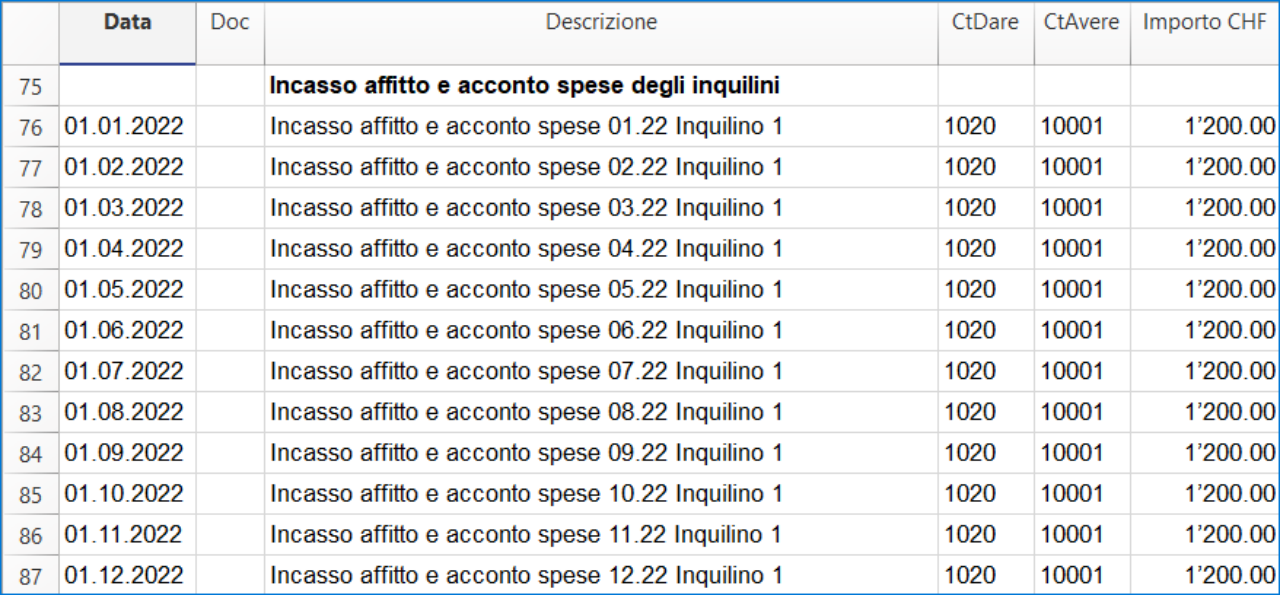 Data Doc Descrizione CtDare CtAvere Importo CHF
75 Incasso affitto e acconto spese degli inquilini
76 01.01.2022 Incasso affitto e acconto spese 01.22 Inquilino 1 1020 10001 1’200.00
77 01.02.2022 Incasso affitto e acconto spese 02.22 Inquilino 1 1020 10001 1’200.00
78 01.03.2022 Incasso affitto e acconto spese 03.22 Inquilino 1 1020 10001 1’200.00
79 01.04.2022 Incasso affitto e acconto spese 04.22 Inquilino 1 1020 10001 1’200.00
80 01.05.2022 Incasso affitto e acconto spese 05.22 Inquilino 1 1020 10001 1’200.00
81 01.06.2022 Incasso affitto e acconto spese 06.22 Inquilino 1 1020 10001 1’200.00
82 01.07.2022 Incasso affitto e acconto spese 07.22 Inquilino 1 1020 10001 1’200.00
83 01.08.2022 Incasso affitto e acconto spese 08.22 Inquilino 1 1020 10001 1’200.00
84 01.09.2022 Incasso affitto e acconto spese 09.22 Inquilino 1 1020 10001 1’200.00
85 01.10.2022 Incasso affitto e acconto spese 10.22 Inquilino 1 1020 10001 1’200.00
86 01.11.2022 Incasso affitto e acconto spese 11.22 Inquilino 1 1020 10001 1’200.00
87 01.12.2022 Incasso affitto e acconto spese 12.22 Inquilino 1 1020 10001 1’200.00